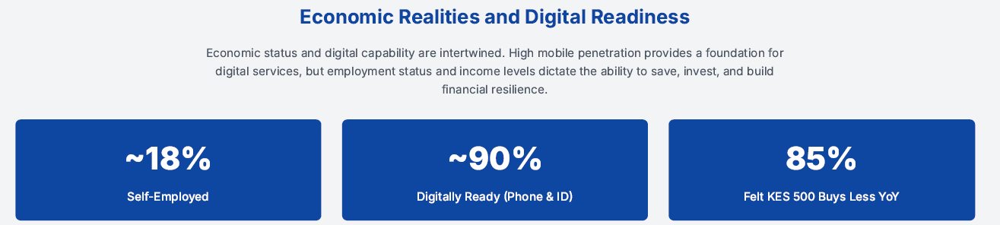 Economic Realities and Digital Readiness
Economic status and digital capability are intertwined. High mobile penetration provides a foundation for
digital services, but employment status and income levels dictate the ability to save, invest, and build
financial resilience.
~18%
Self-Employed
~90%
Digitally Ready (Phone & ID)
85%
Felt KES 500 Buys Less YoY